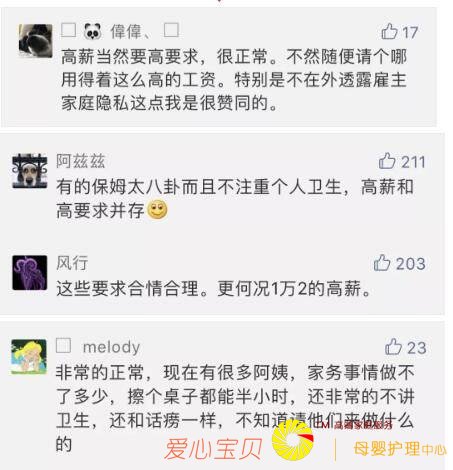 偉偉、
17
高薪当然要高要求，很正常。不然随便请个哪
用得着这么高的工资。特别是不在外透露雇主
家庭隐私这点我是很赞同的。
阿兹兹
211
有的保姆太八卦而且不注重个人卫生，高薪和
高要求并存
风行
203
这些要求合情合理。更何况1万2的高薪。
melody
23
非常的正常，现在有很多阿姨，家务事情做不
了多少，擦个桌子都能半小时，还非常的不讲
卫生，还和话痨一样，不知道请他们来做什么
的
爱心宝贝
母婴护理中心